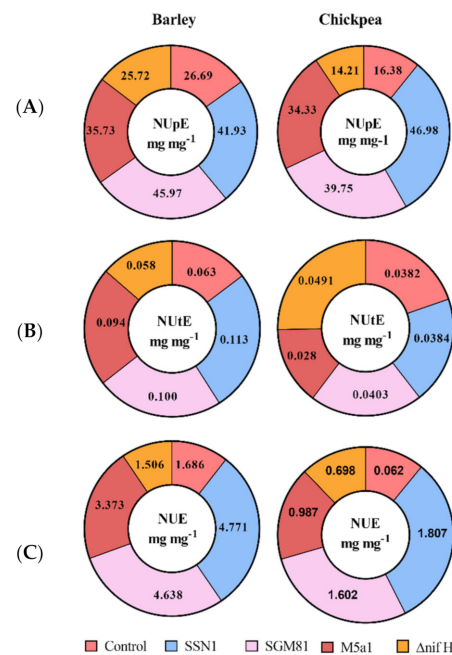 Barley Chickpea
(A)
25.72 26.69 14.21 16.38
35.73 NUpE 41.93 34.33 NUpE 46.98
mg mg-1 mg mg-1
45.97 39.75
(B)
0.058 0.063 0.0491 0.0382
0.094 NUtE 0.113 NUtE 0.0384
mg mg-1 0.028 mg mg-1
0.100 0.0403
(C)
1.506 1.686 0.698 0.062
3.373 NUE 4.771 0.987 NUE 1.807
mg mg-1 mg mg-1
4.638 1.602
Control SSN1 SGM81 M5a1 Δnif H